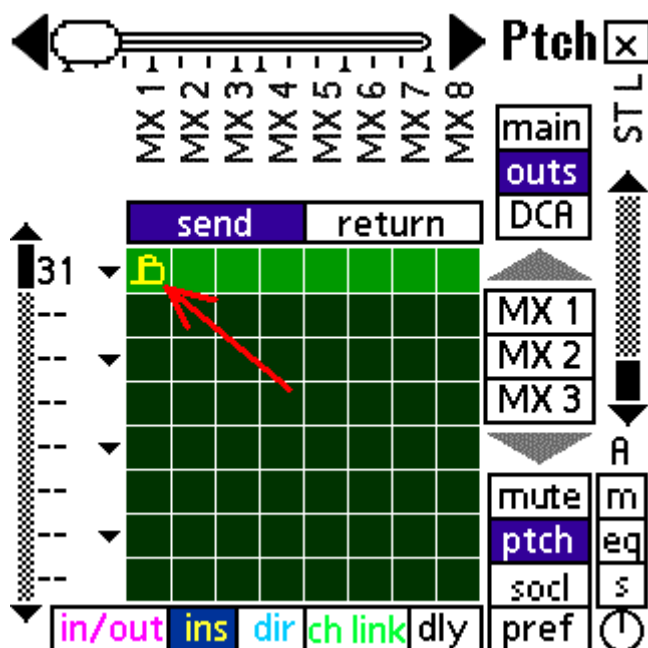 Ptch x
MX 1 MX 2 MX 3 MX 4 MX 5 MX 6 MX 7 MX 8
ST L
main
outs
DCA
send return
31
--
--
--
--
--
--
--
MX 1
MX 2
MX 3
A
mute m
ptch eq
socl s
pref
in/out ins dir ch link dly